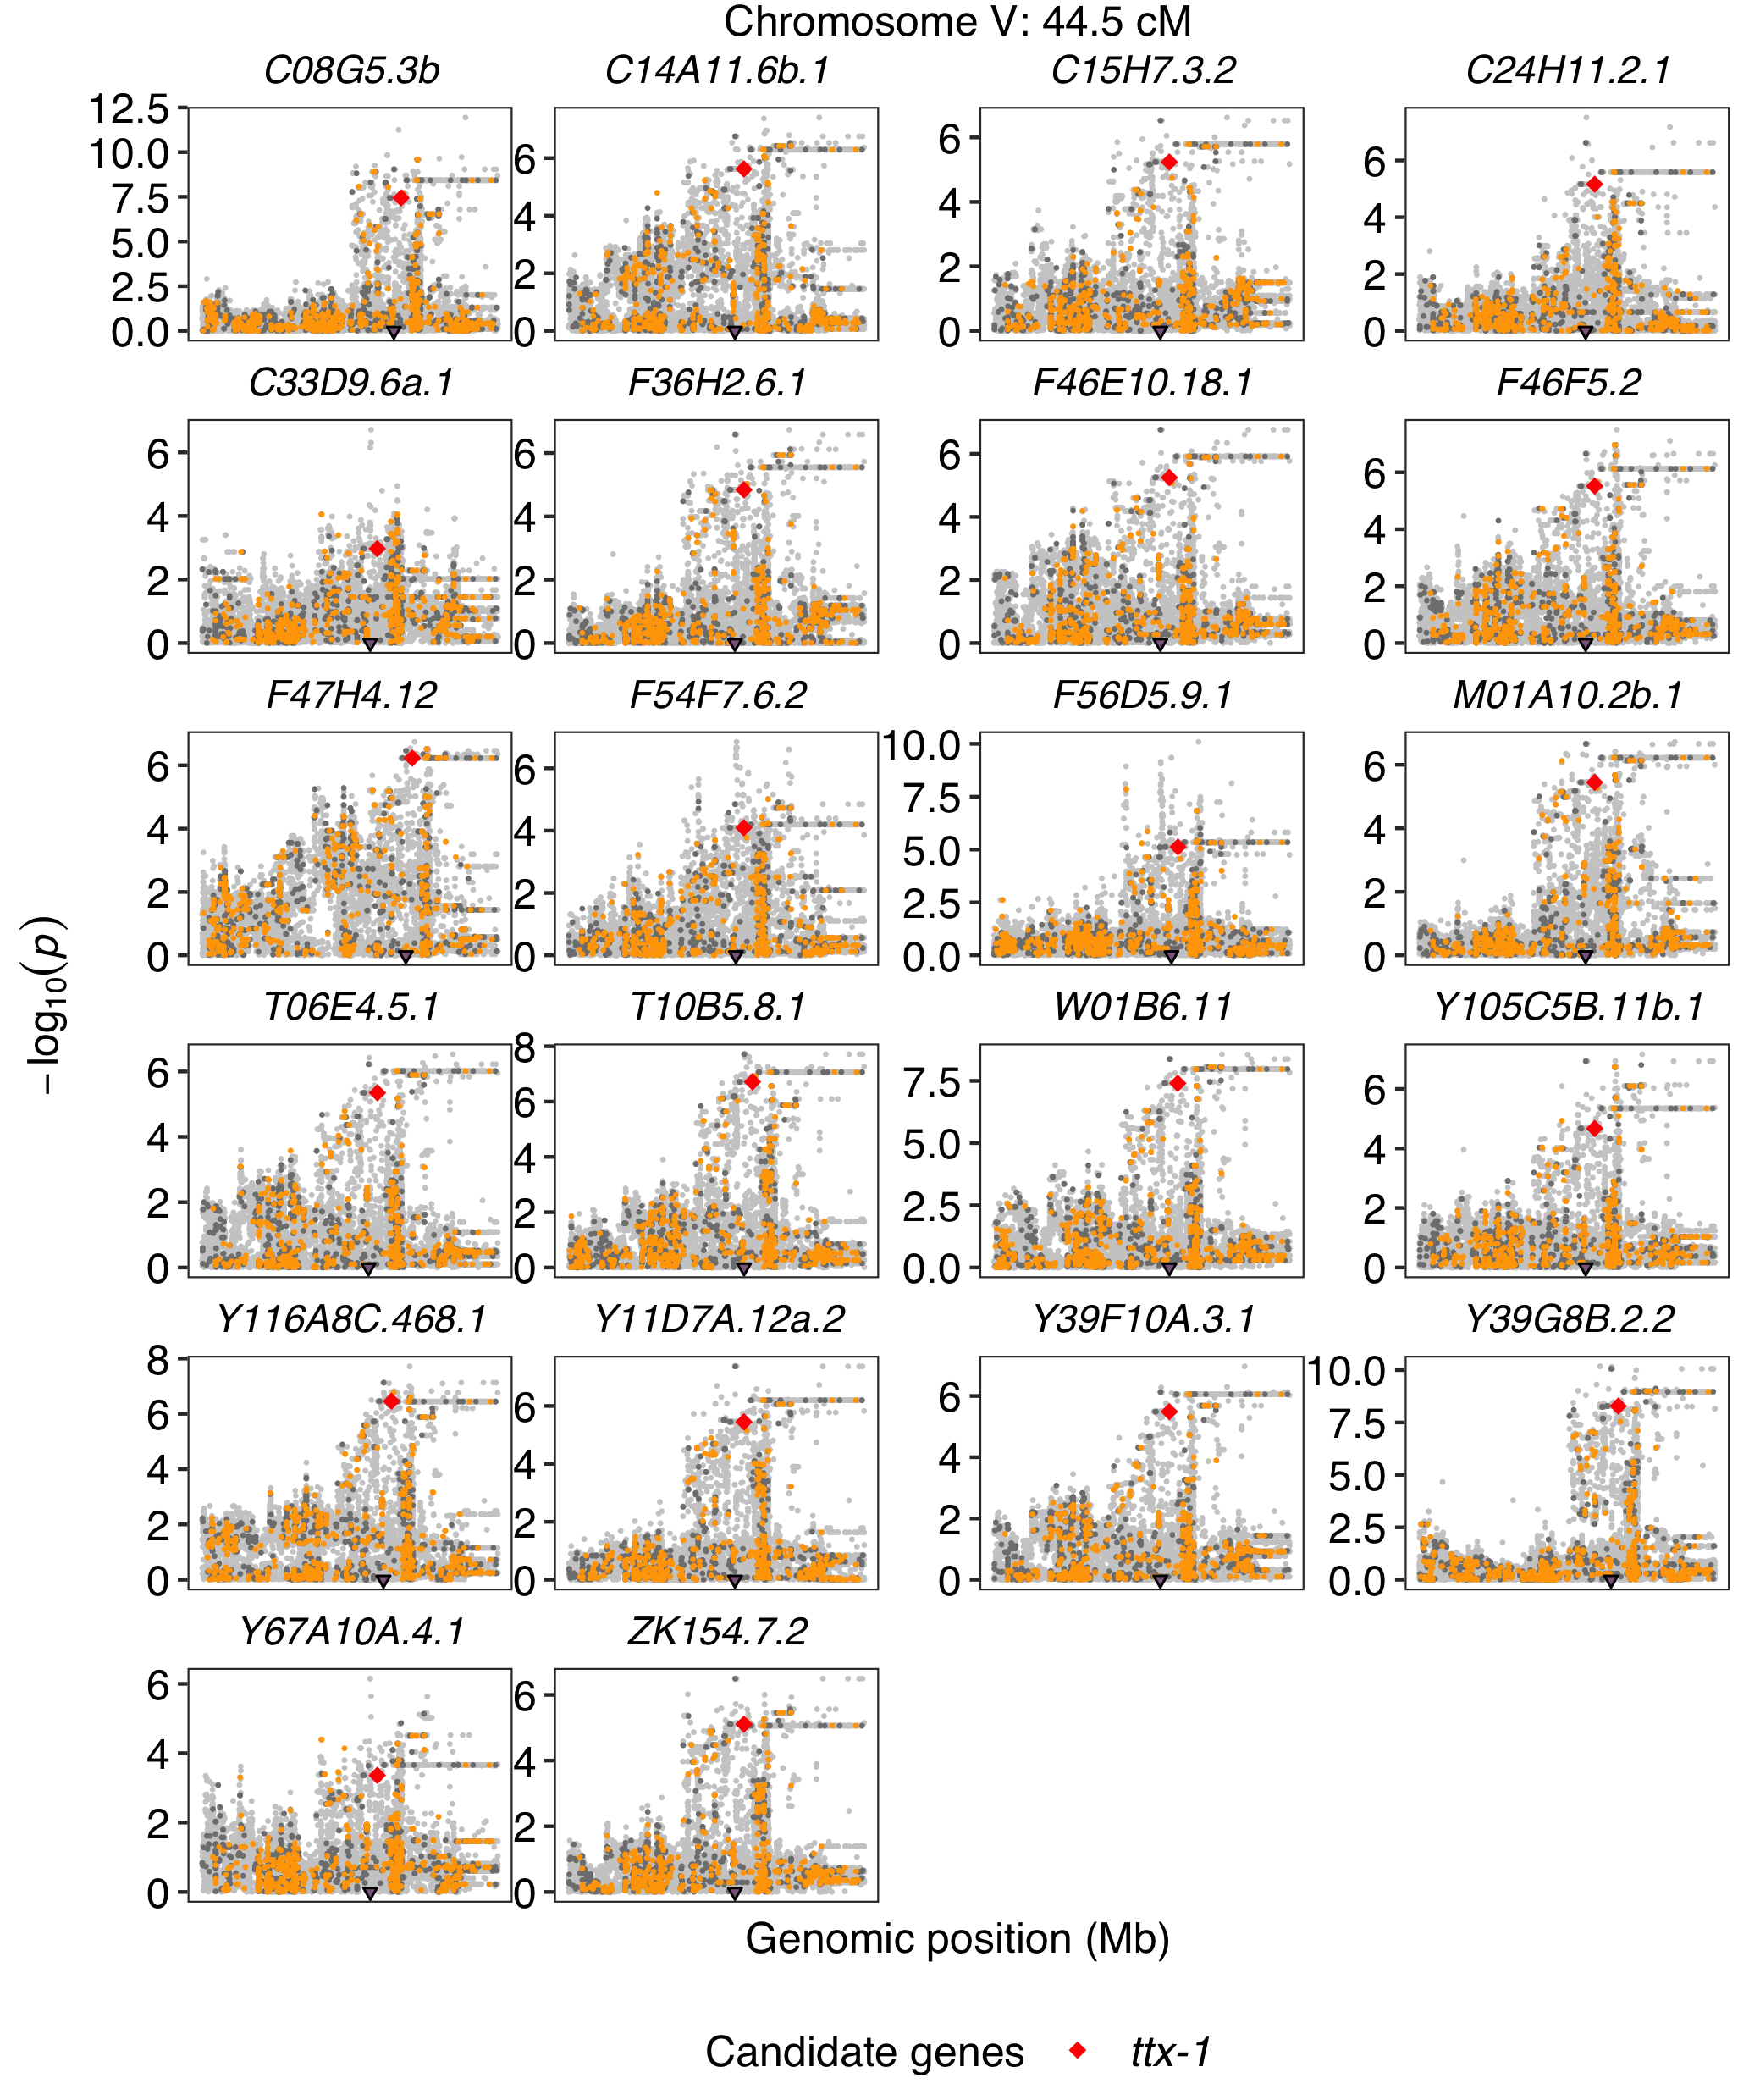 Chromosome V: 44.5 cM
C08G5.3b C14A11.6b.1 C15H7.3.2 C24H11.2.1
12.5 10.0 7.5 5.0 2.5 0.0
6 4 2 0
6 4 2 0
6 4 2 0
C33D9.6a.1 F36H2.6.1 F46E10.18.1 F46F5.2
6 4 2 0
6 4 2 0
6 4 2 0
6 4 2 0
F47H4.12 F54F7.6.2 F56D5.9.1 M01A10.2b.1
6 4 2 0
6 4 2 0
10.0 7.5 5.0 2.5 0.0
6 4 2 0
T06E4.5.1 T10B5.8.1 W01B6.11 Y105C5B.11b.1
6 4 2 0
8 6 4 2 0
7.5 5.0 2.5 0.0
6 4 2 0
Y116A8C.468.1 Y11D7A.12a.2 Y39F10A.3.1 Y39G8B.2.2
8 6 4 2 0
6 4 2 0
6 4 2 0
10.0 7.5 5.0 2.5 0.0
Y67A10A.4.1 ZK154.7.2
6 4 2 0
6 4 2 0
−log10(p)
Genomic position (Mb)
Candidate genes ttx-1